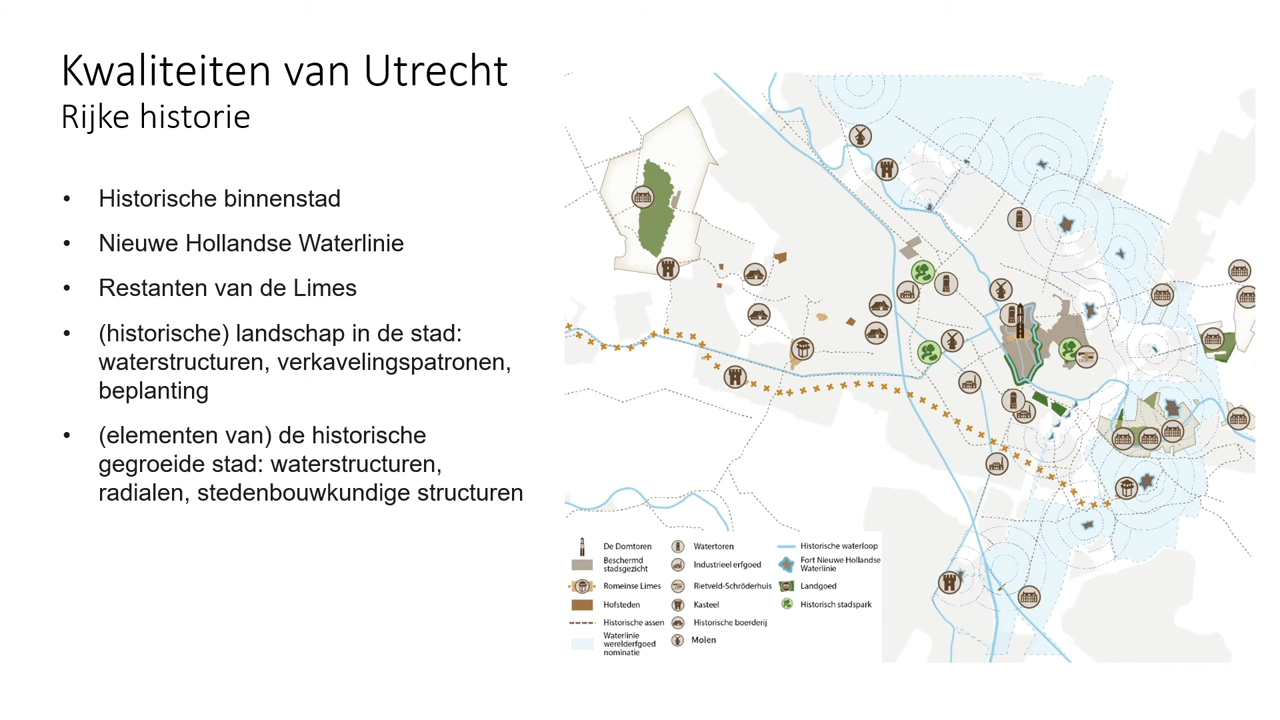 Kwaliteiten van Utrecht
Rijke historie
• Historische binnenstad
• Nieuwe Hollandse Waterlinie
• Restanten van de Limes
• (historische) landschap in de stad:
waterstructuren, verkavelingspatronen,
beplanting
• (elementen van) de historische
gegroeide stad: waterstructuren,
radialen, stedenbouwkundige structuren
De Domtoren
Beschermd
stadsgezicht
Romeinse Limes
Hofsteden
Historische assen
Waterlinie
werelderfgoed
nominatie
Watertoren
Industrieel erfgoed
Rietveld-Schröderhuis
Kasteel
Historische boerderij
Molen
Historische waterloop
Fort Nieuwe Hollandse
Waterlinie
Landgoed
Historisch stadspark